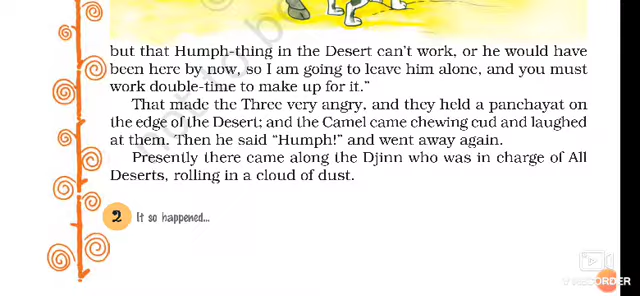 but that Humph-thing in the Desert can't work, or he would have
been here by now, so I am going to leave him alone, and you must
work double-time to make up for it."
That made the Three very angry, and they held a panchayat on
the edge of the Desert; and the Camel came chewing cud and laughed
at them. Then he said "Humph!" and went away again.
Presently there came along the Djinn who was in charge of All
Deserts, rolling in a cloud of dust.
2 It so happened...